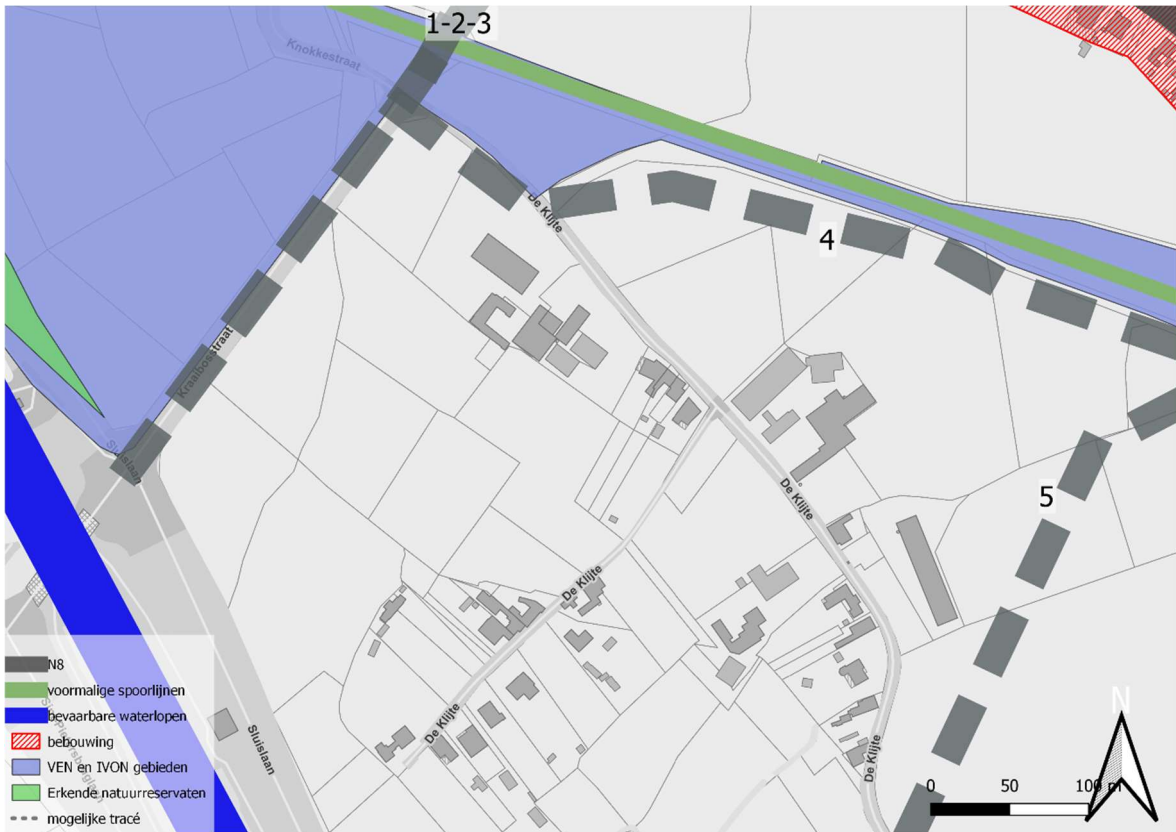 1-2-3
Knokkestraat
De Klijte
4
Kraaibosstraat
5
De Klijte
De Klijte
Sluislaan
De Klijte
De Klijte
Sluislaan
N8
voormalige spoorlijnen
bevaarbare waterlopen
bebouwing
VEN en IVON gebieden
Erkende natuurreservaten
mogelijke tracé
N
0 50 100 m